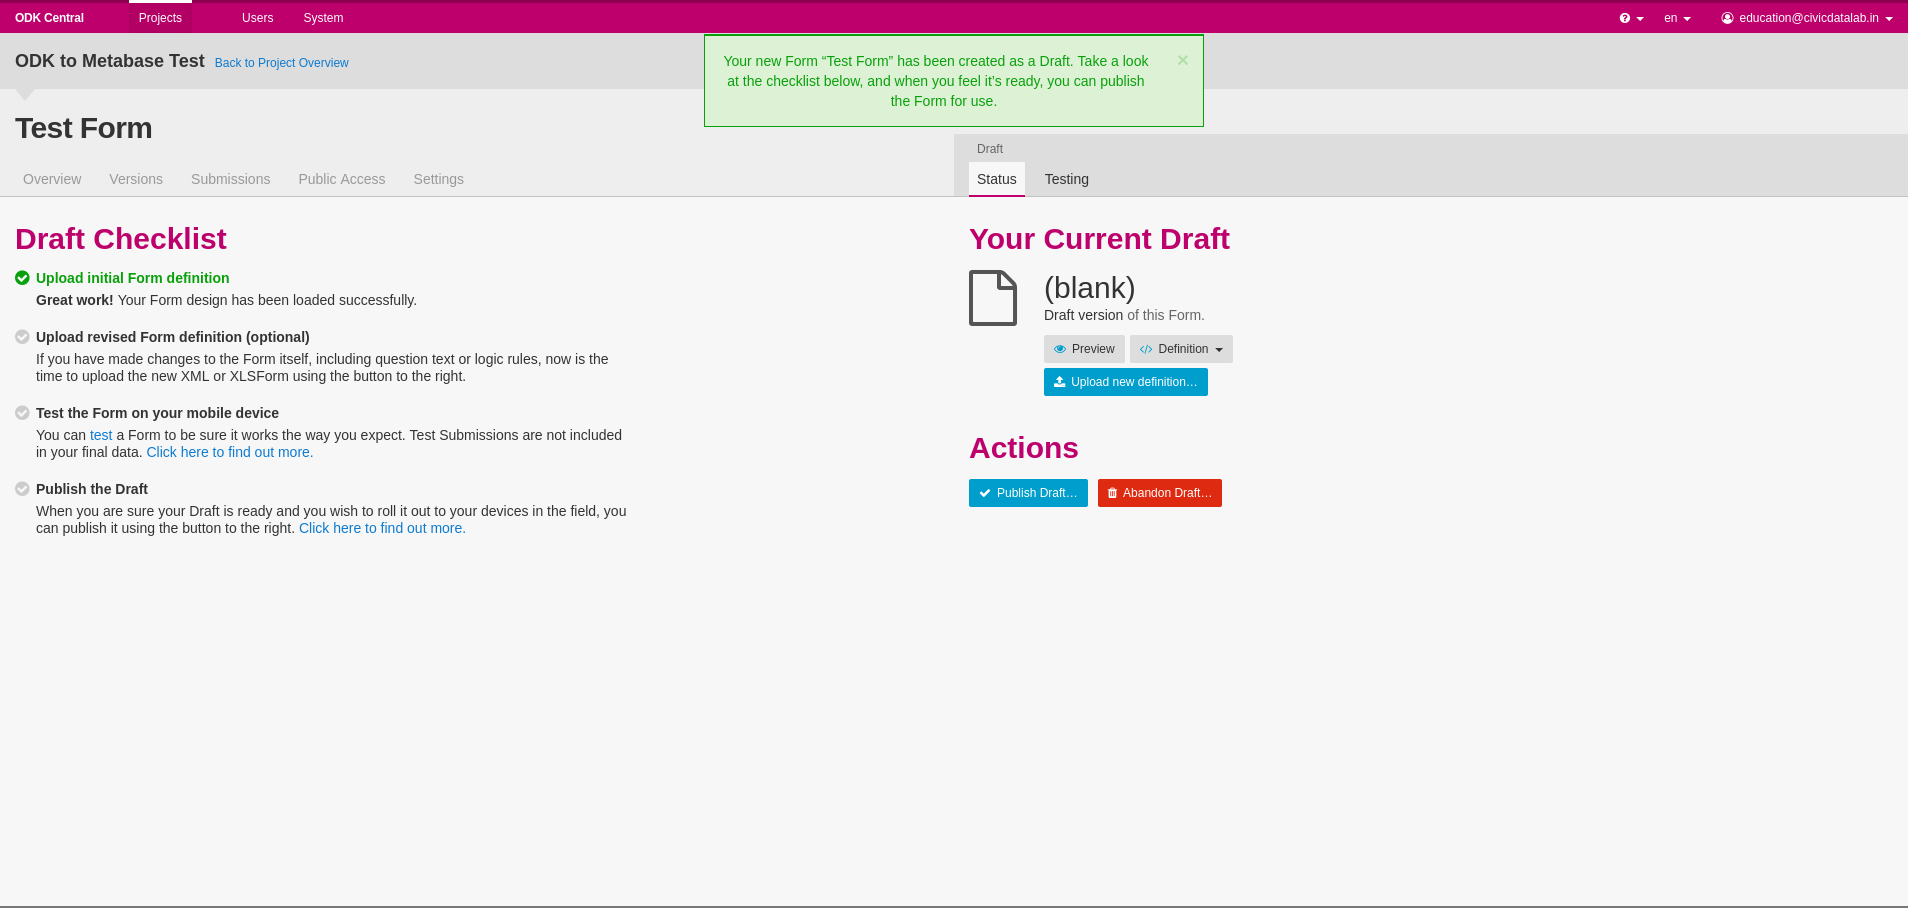 ODK Central Projects Users System en education@civicdatalab.in
ODK to Metabase Test Back to Project Overview
Your new Form “Test Form” has been created as a Draft. Take a look
at the checklist below, and when you feel it’s ready, you can publish
the Form for use.
×
Test Form
Overview Versions Submissions Public Access Settings
Draft
Status Testing
Draft Checklist
Upload initial Form definition
Great work! Your Form design has been loaded successfully.
Upload revised Form definition (optional)
If you have made changes to the Form itself, including question text or logic rules, now is the
time to upload the new XML or XLSForm using the button to the right.
Test the Form on your mobile device
You can test a Form to be sure it works the way you expect. Test Submissions are not included
in your final data. Click here to find out more.
Publish the Draft
When you are sure your Draft is ready and you wish to roll it out to your devices in the field, you
can publish it using the button to the right. Click here to find out more.
Your Current Draft
(blank)
Draft version of this Form.
Preview </> Definition
Upload new definition…
Actions
Publish Draft… Abandon Draft…